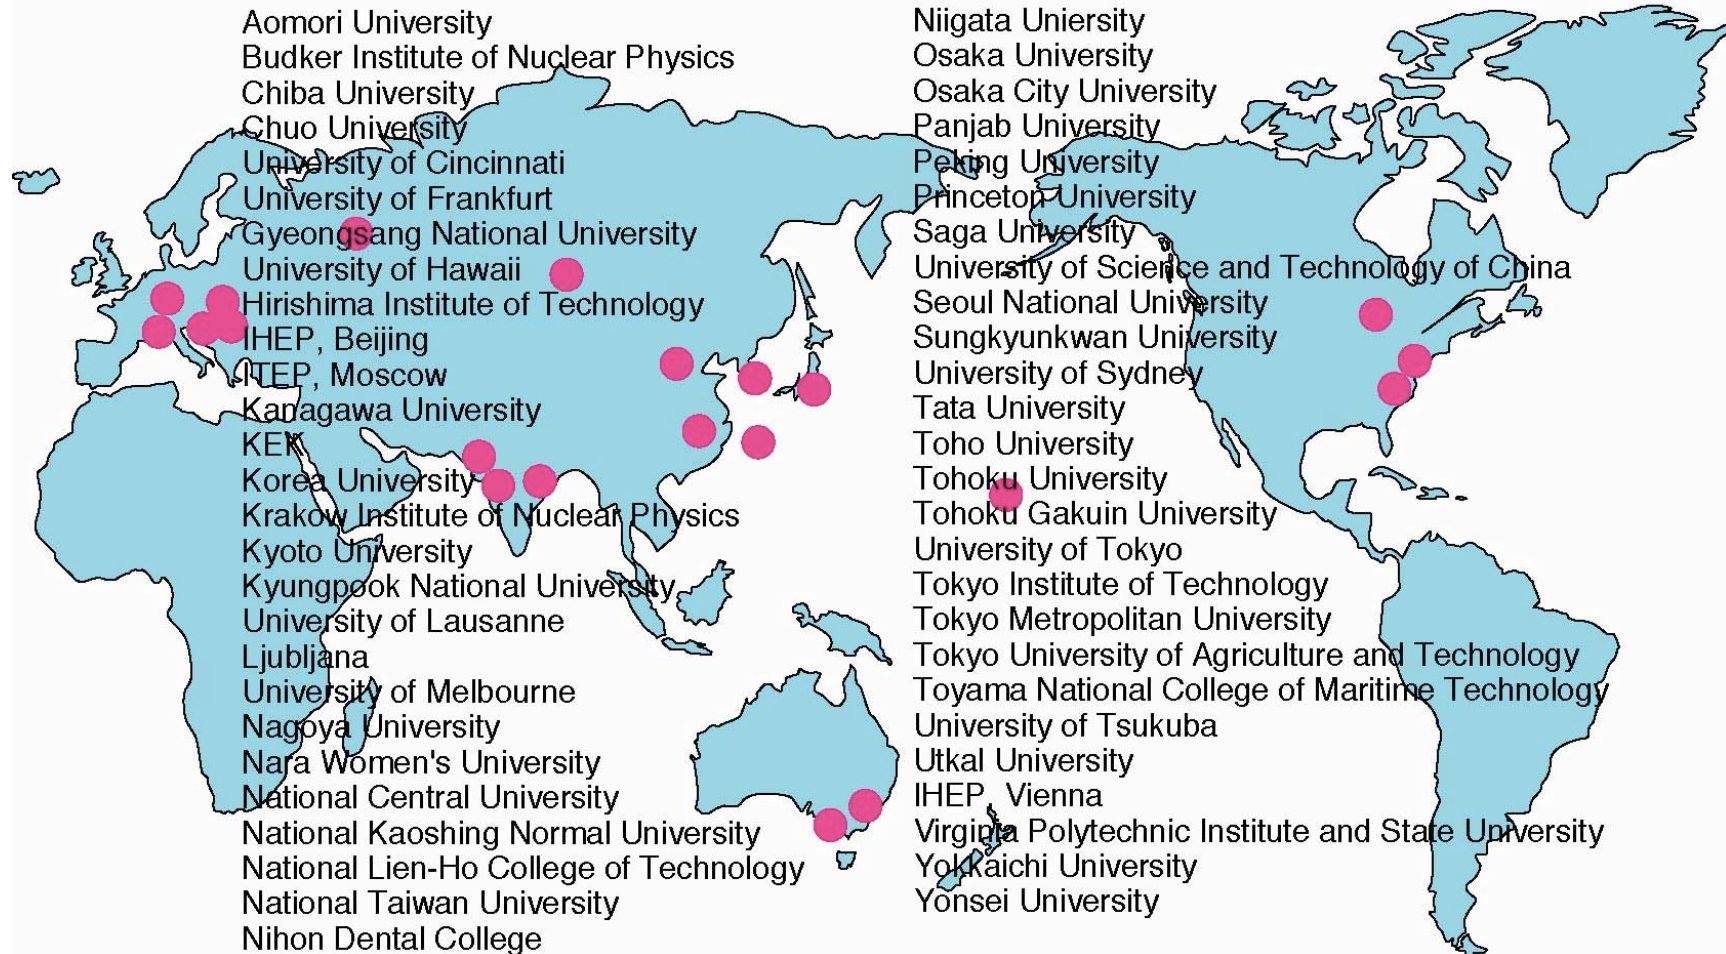 Aomori University
Budker Institute of Nuclear Physics
Chiba University
Chuo University
University of Cincinnati
University of Frankfurt
Gyeongsang National University
University of Hawaii
Hirishima Institute of Technology
IHEP, Beijing
ITEP, Moscow
Kanagawa University
KEK
Korea University
Krakow Institute of Nuclear Physics
Kyoto University
Kyungpook National University
University of Lausanne
Ljubljana
University of Melbourne
Nagoya University
Nara Women's University
National Central University
National Kaoshing Normal University
National Lien-Ho College of Technology
National Taiwan University
Nihon Dental College
Niigata Uniersity
Osaka University
Osaka City University
Panjab University
Peking University
Princeton University
Saga University
University of Science and Technology of China
Seoul National University
Sungkyunkwan University
University of Sydney
Tata University
Toho University
Tohoku University
Tohoku Gakuin University
University of Tokyo
Tokyo Institute of Technology
Tokyo Metropolitan University
Tokyo University of Agriculture and Technology
Toyama National College of Maritime Technology
University of Tsukuba
Utkal University
IHEP, Vienna
Virginia Polytechnic Institute and State University
Yokkaichi University
Yonsei University